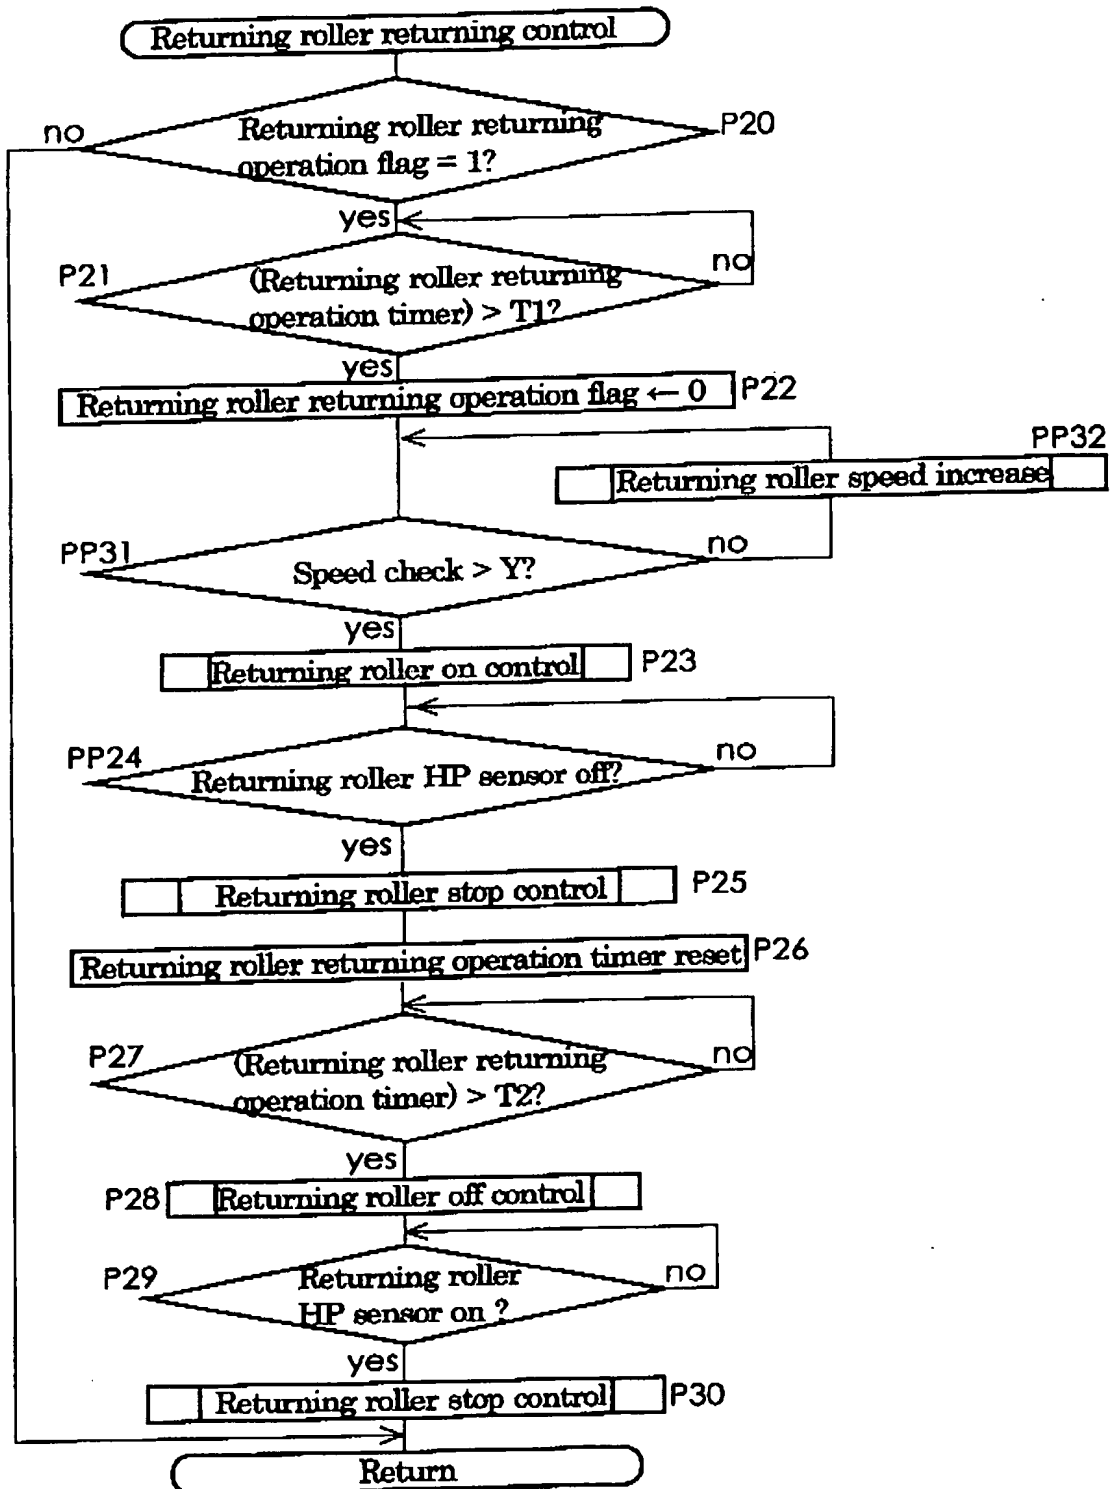 Returning roller returning control
no
Returning roller returning
operation flag = 1?
P20
yes
P21
(Returning roller returning
operation timer) > T1?
no
yes
Returning roller returning operation flag ← 0
P22
PP32
Returning roller speed increase
PP31
Speed check > Y?
no
yes
Returning roller on control
P23
PP24
Returning roller HP sensor off?
no
yes
Returning roller stop control
P25
Returning roller returning operation timer reset
P26
P27
(Returning roller returning
operation timer) > T2?
no
yes
P28
Returning roller off control
P29
Returning roller
HP sensor on ?
no
yes
Returning roller stop control
P30
Return